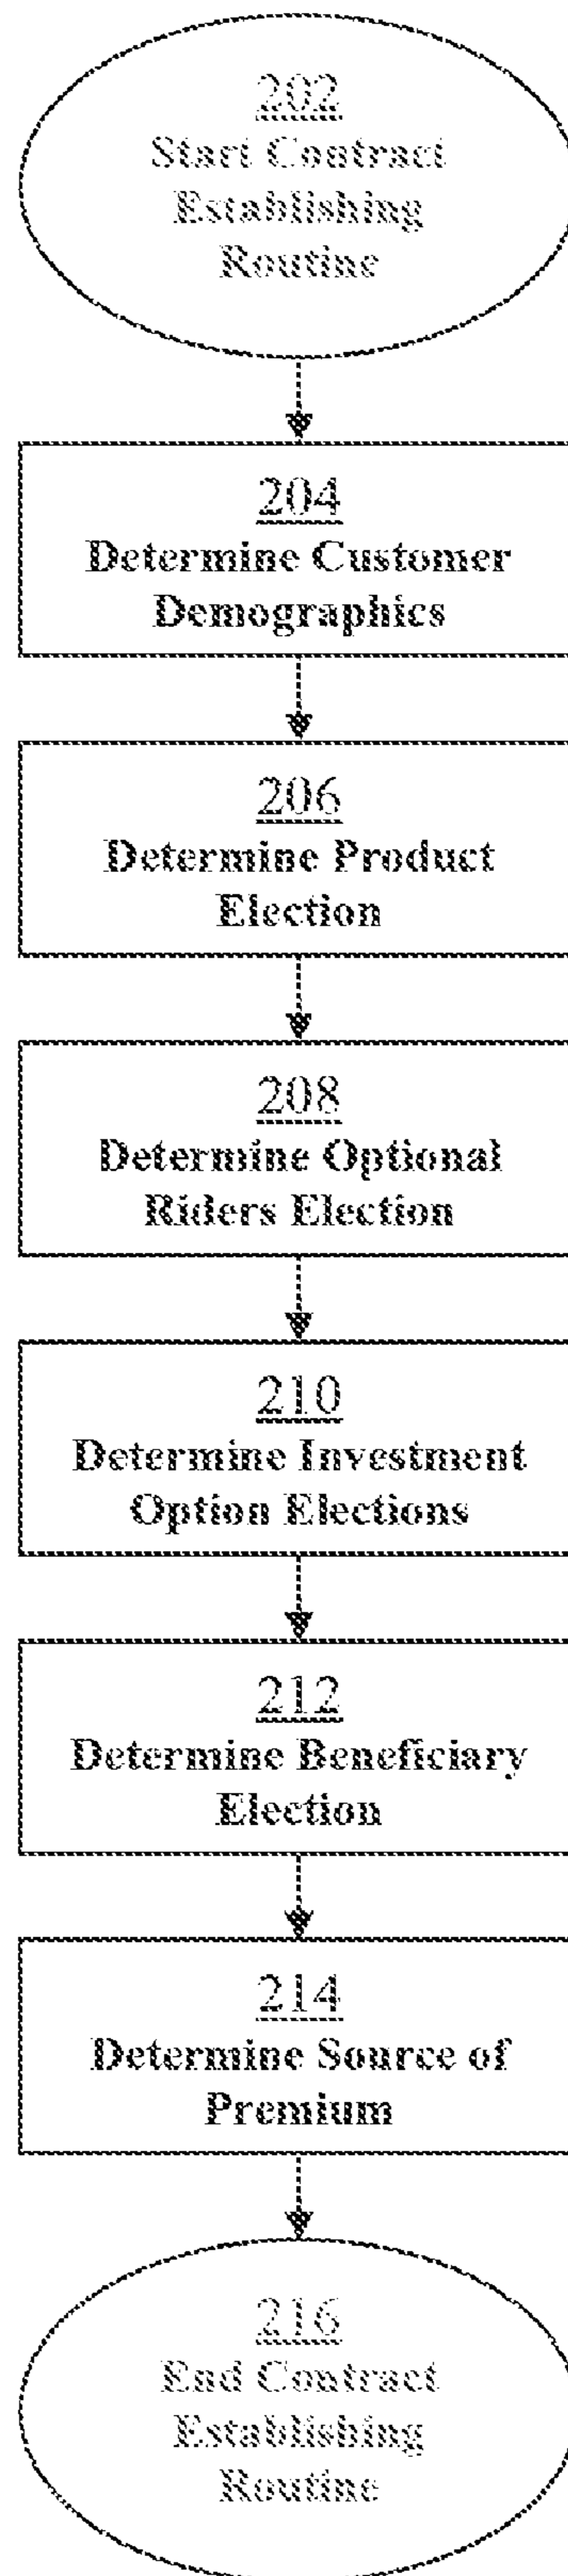 202
Start Contract
Establishing
Routine
204
Determine Customer
Demographics
206
Determine Product
Election
208
Determine Optional
Riders Election
210
Determine Investment
Option Elections
212
Determine Beneficiary
Election
214
Determine Source of
Premium
216
End Contract
Establishing
Routine